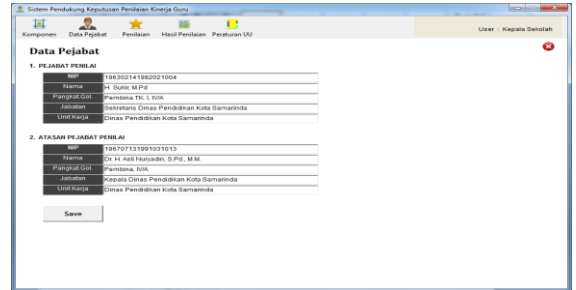 Sistem Pendukung Keputusan Penilaian Kinerja Guru
Komponen Data Pejabat Penilaian Hasil Penilaian Peraturan UU
User : Kepala Sekolah
Data Pejabat
1. PEJABAT PENILAI
NIP 196302141982021004
Nama H. Sukir, M.Pd
Pangkat.Gol. Pembina TK. I, IV/A
Jabatan Sekretaris Dinas Pendidikan Kota Samarinda
Unit Kerja Dinas Pendidikan Kota Samarinda
2. ATASAN PEJABAT PENILAI
NIP 196707131991031013
Nama Dr. H. Asli Nuryadin, S.Pd., M.M.
Pangkat.Gol. Pembina, IV/A
Jabatan Kepala Dinas Pendidikan Kota Samarinda
Unit Kerja Dinas Pendidikan Kota Samarinda
Save